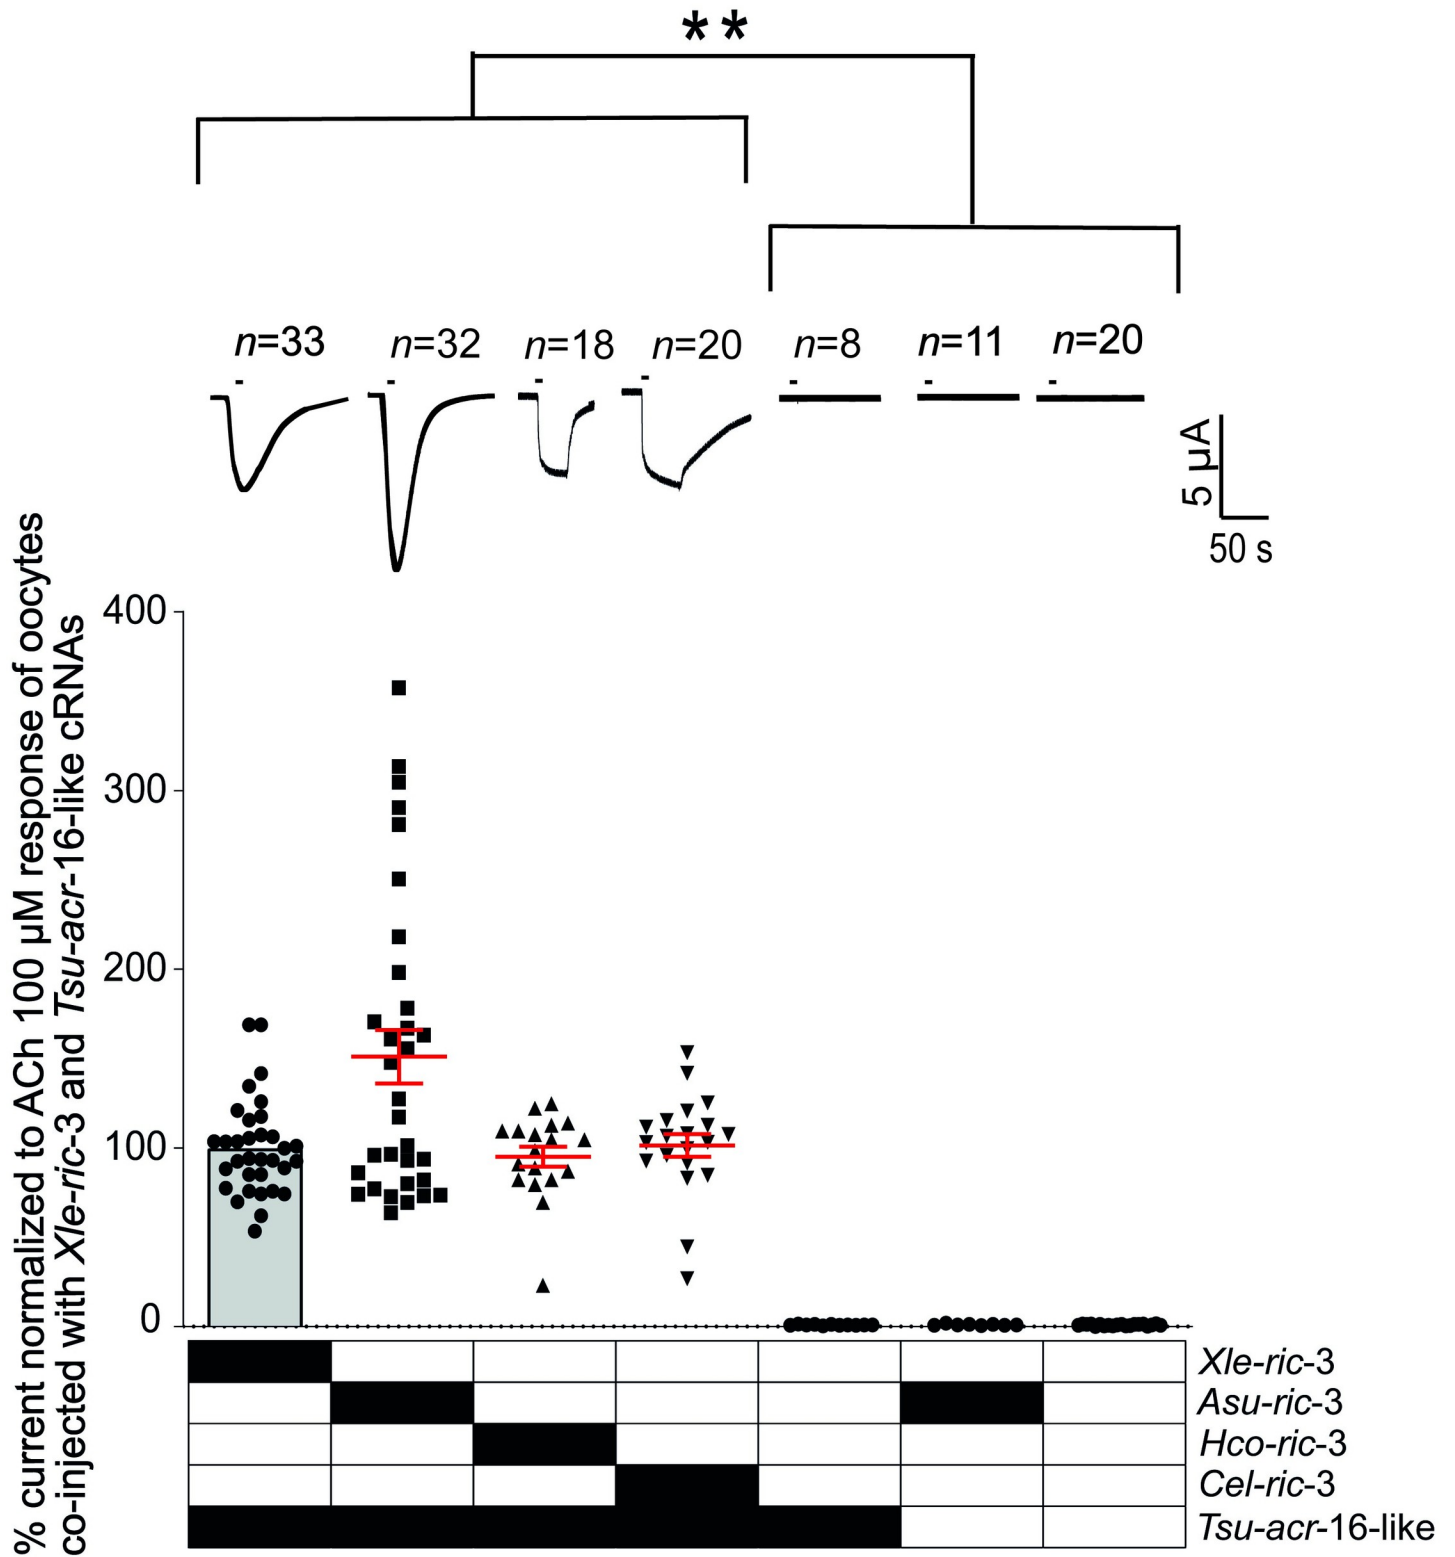 **
n=33 n=32 n=18 n=20 n=8 n=11 n=20
5 µA
50 s
% current normalized to ACh 100 µM response of oocytes
co-injected with Xle-ric-3 and Tsu-acr-16-like cRNAs
400
300
200
100
0
Xle-ric-3
Asu-ric-3
Hco-ric-3
Cel-ric-3
Tsu-acr-16-like